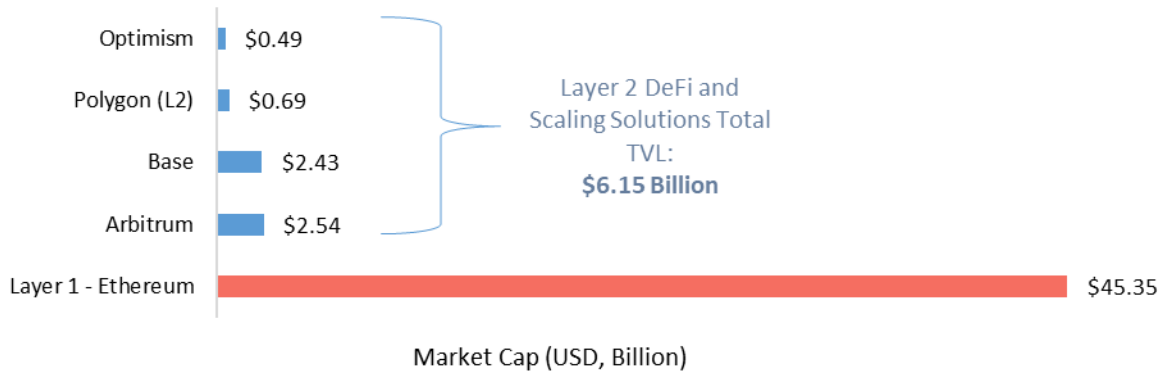 Optimism $0.49
Polygon (L2) $0.69
Base $2.43
Arbitrum $2.54
Layer 1 - Ethereum $45.35
Layer 2 DeFi and
Scaling Solutions Total
TVL:
$6.15 Billion
Market Cap (USD, Billion)